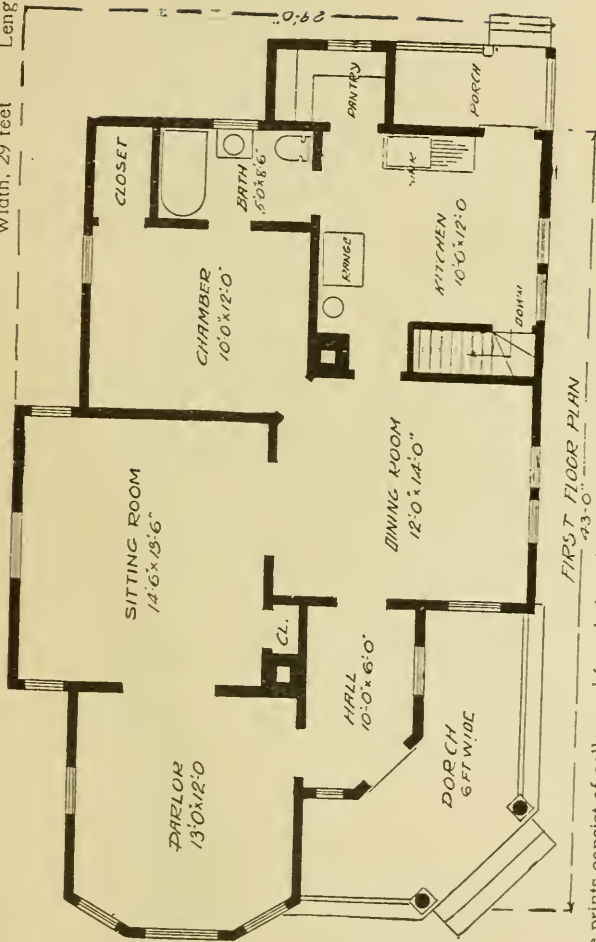 Width, 29 feet Leng
29'-0"
PANTRY
PORCH
CLOSET
BATH
5'0"x8'6"
SINK
KITCHEN
10'0"x12'0
RANGE
DOWN
CHAMBER
10'0"x12'0"
SITTING ROOM
14'6"x13'6"
DINING ROOM
12'0"x14'0"
CL.
HALL
10'0"x6'0"
PARLOR
13'0"x12'0
PORCH
6 FT WIDE
FIRST FLOOR PLAN
43'-0"
prints consist of